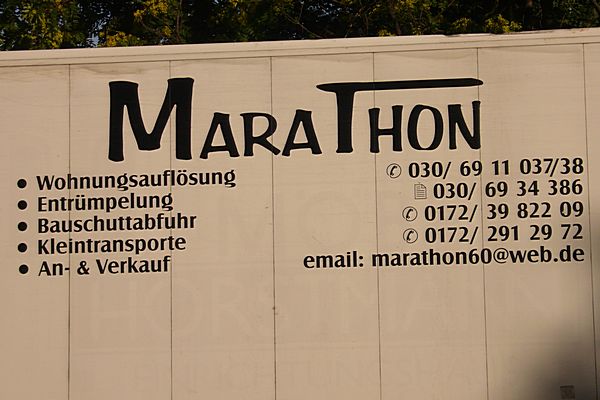 MARATHON
• Wohnungsauflösung
• Entrümpelung
• Bauschuttabfuhr
• Kleintransporte
• An- & Verkauf
✆ 030/ 69 11 037/38
030/ 69 34 386
✆ 0172/ 39 822 09
✆ 0172/ 291 29 72
email: marathon60@web.de